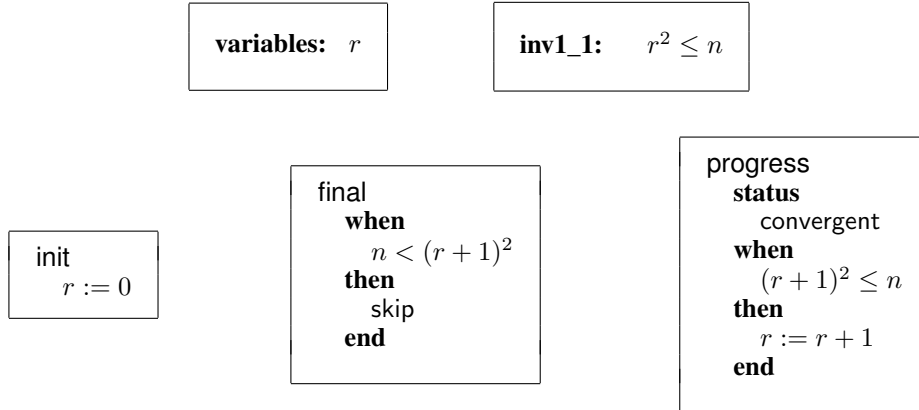 variables: r
inv1_1: r² ≤ n
init
r := 0
final
when
n < (r + 1)²
then
skip
end
progress
status
convergent
when
(r + 1)² ≤ n
then
r := r + 1
end